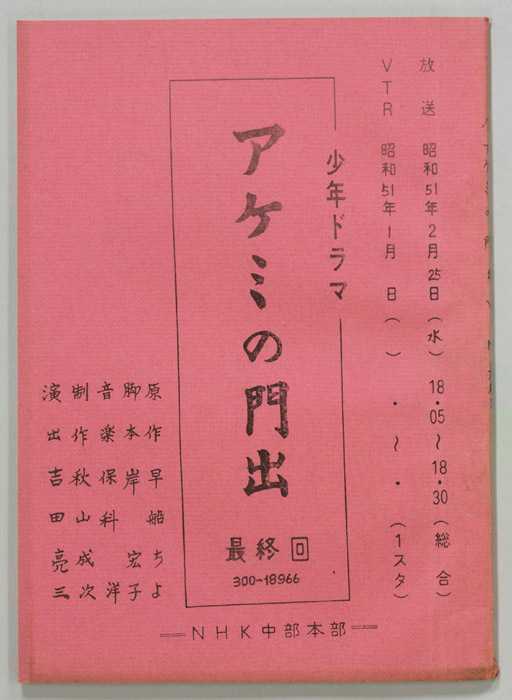 放送 昭和51年2月25日(水) 18・05〜18・30(総合)
VTR 昭和51年1月 日( ) ・〜・(1スタ)
少年ドラマ
アケミの門出
最終回
300-18966
原作 早船ちよ
脚本 岸宏子
音楽 保科洋
制作 秋山成次
演出 吉田亮三
NHK中部本部